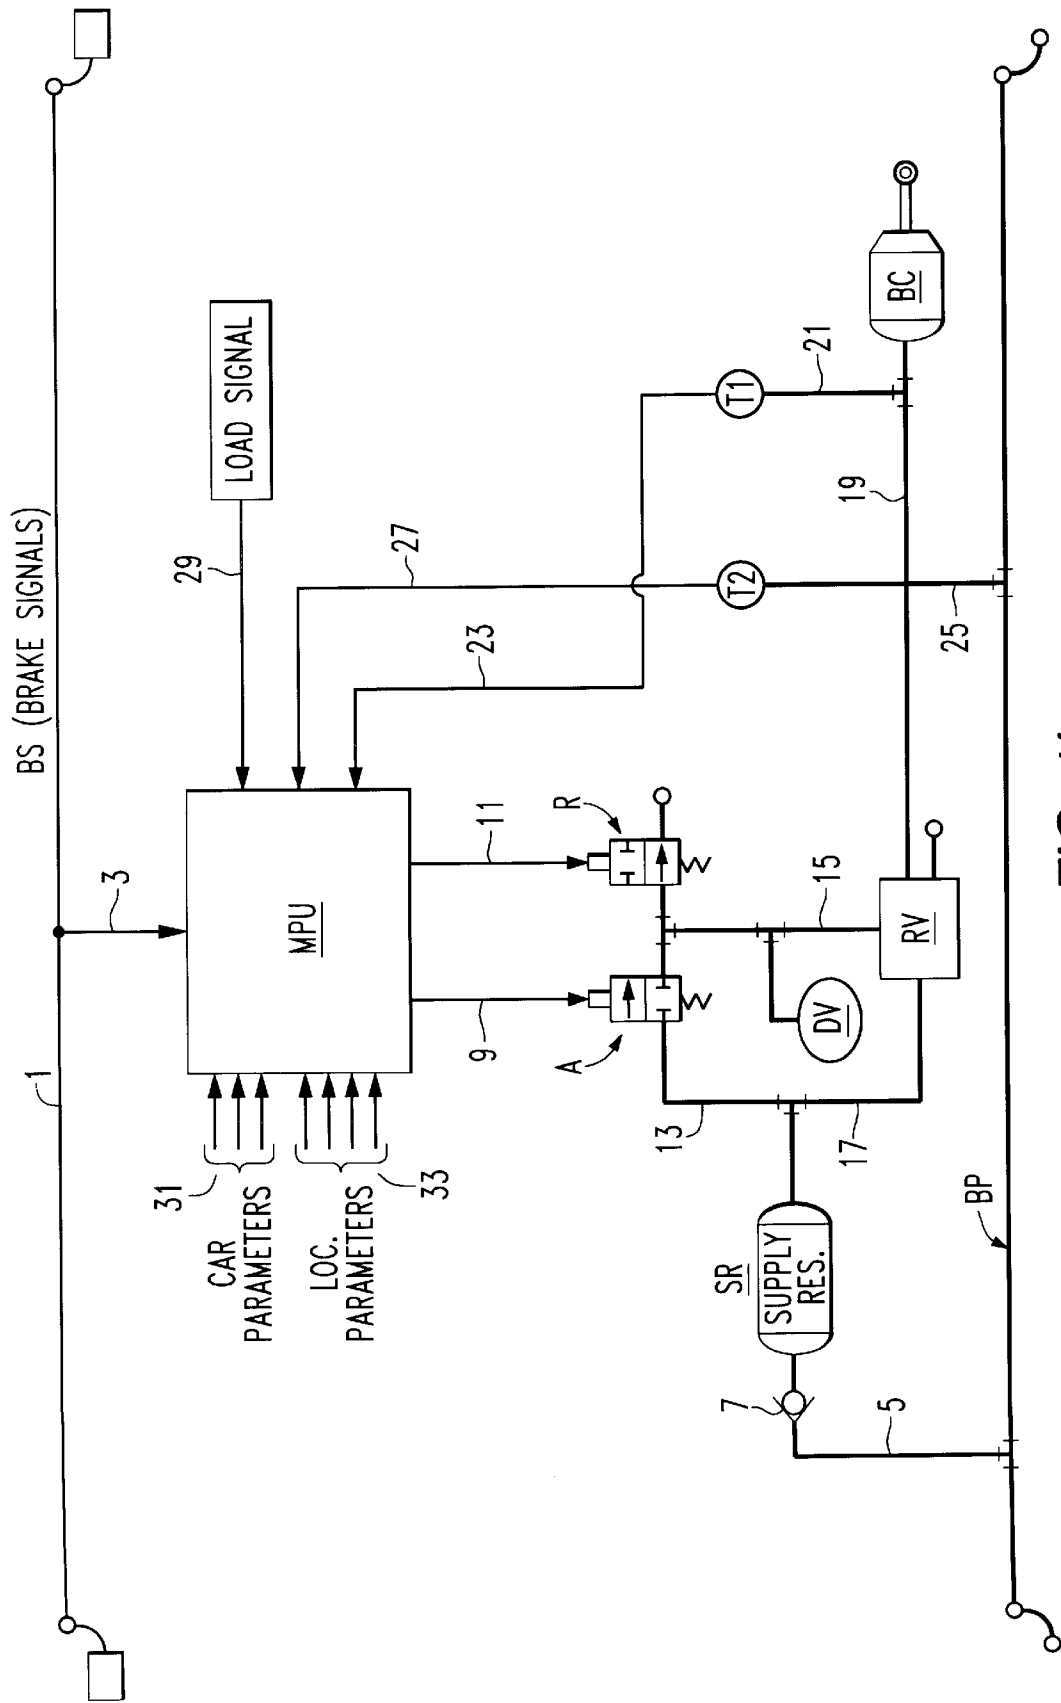 BS (BRAKE SIGNALS)
1
3
LOAD SIGNAL
29
31
CAR
PARAMETERS
LOC.
PARAMETERS
33
MPU
27
23
9
11
A
R
T2
T1
21
13
15
DV
17
RV
19
25
BC
SR
SUPPLY
RES.
7
5
BP